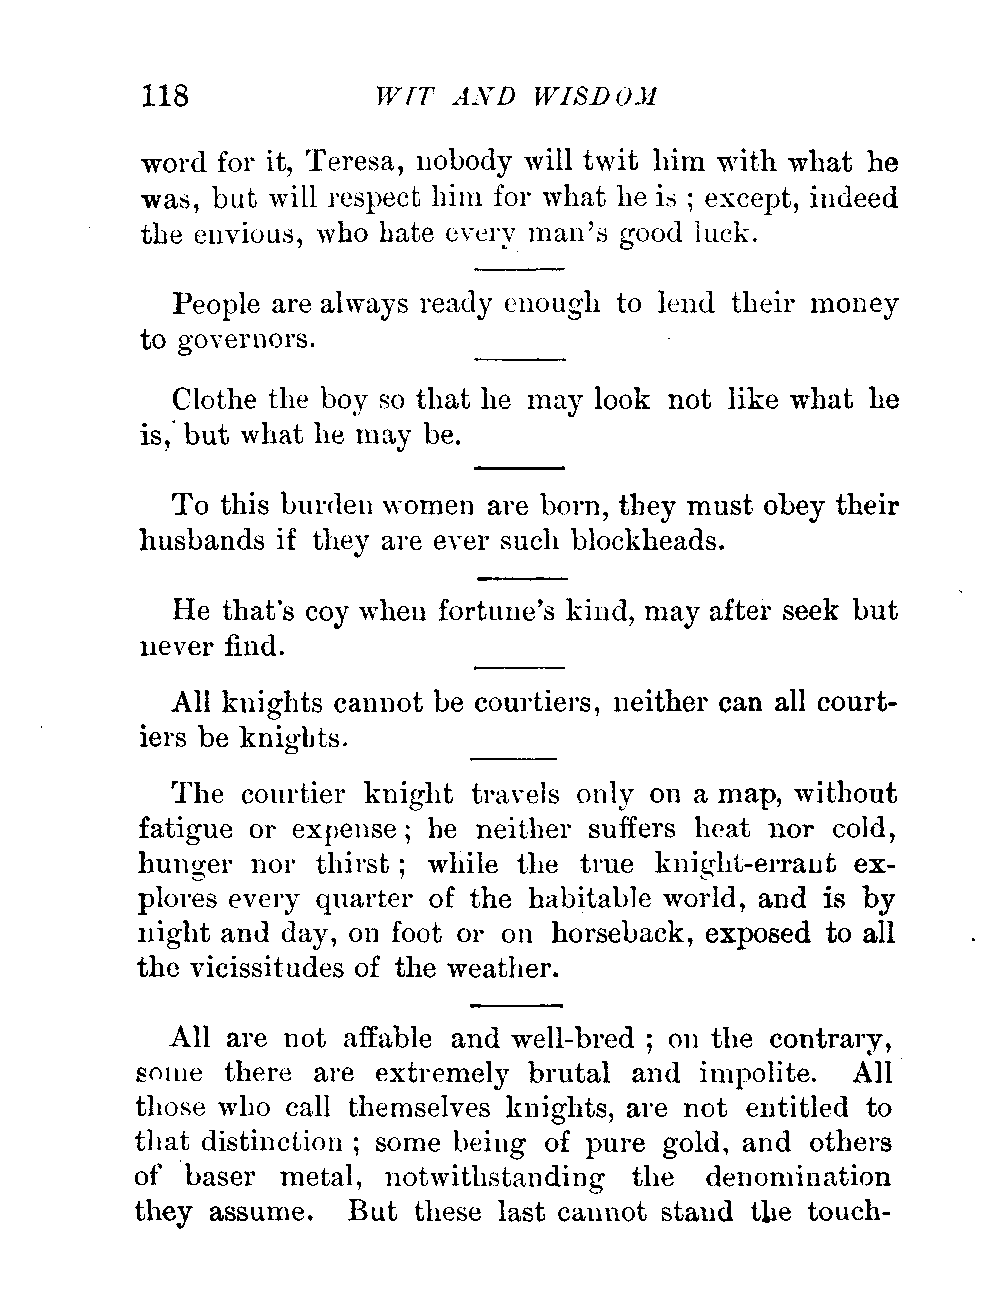 118 WIT AND WISDOM
word for it, Teresa, nobody will twit him with what he
was, but will respect him for what he is ; except, indeed
the envious, who hate every man's good luck.
People are always ready enough to lend their money
to governors.
Clothe the boy so that he may look not like what he
is, but what he may be.
To this burden women are born, they must obey their
husbands if they are ever such blockheads.
He that's coy when fortune's kind, may after seek but
never find.
All knights cannot be courtiers, neither can all court-
iers be knights.
The courtier knight travels only on a map, without
fatigue or expense ; he neither suffers heat nor cold,
hunger nor thirst ; while the true knight-errant ex-
plores every quarter of the habitable world, and is by
night and day, on foot or on horseback, exposed to all
the vicissitudes of the weather.
All are not affable and well-bred ; on the contrary,
some there are extremely brutal and impolite. All
those who call themselves knights, are not entitled to
that distinction ; some being of pure gold, and others
of baser metal, notwithstanding the denomination
they assume. But these last cannot stand the touch-